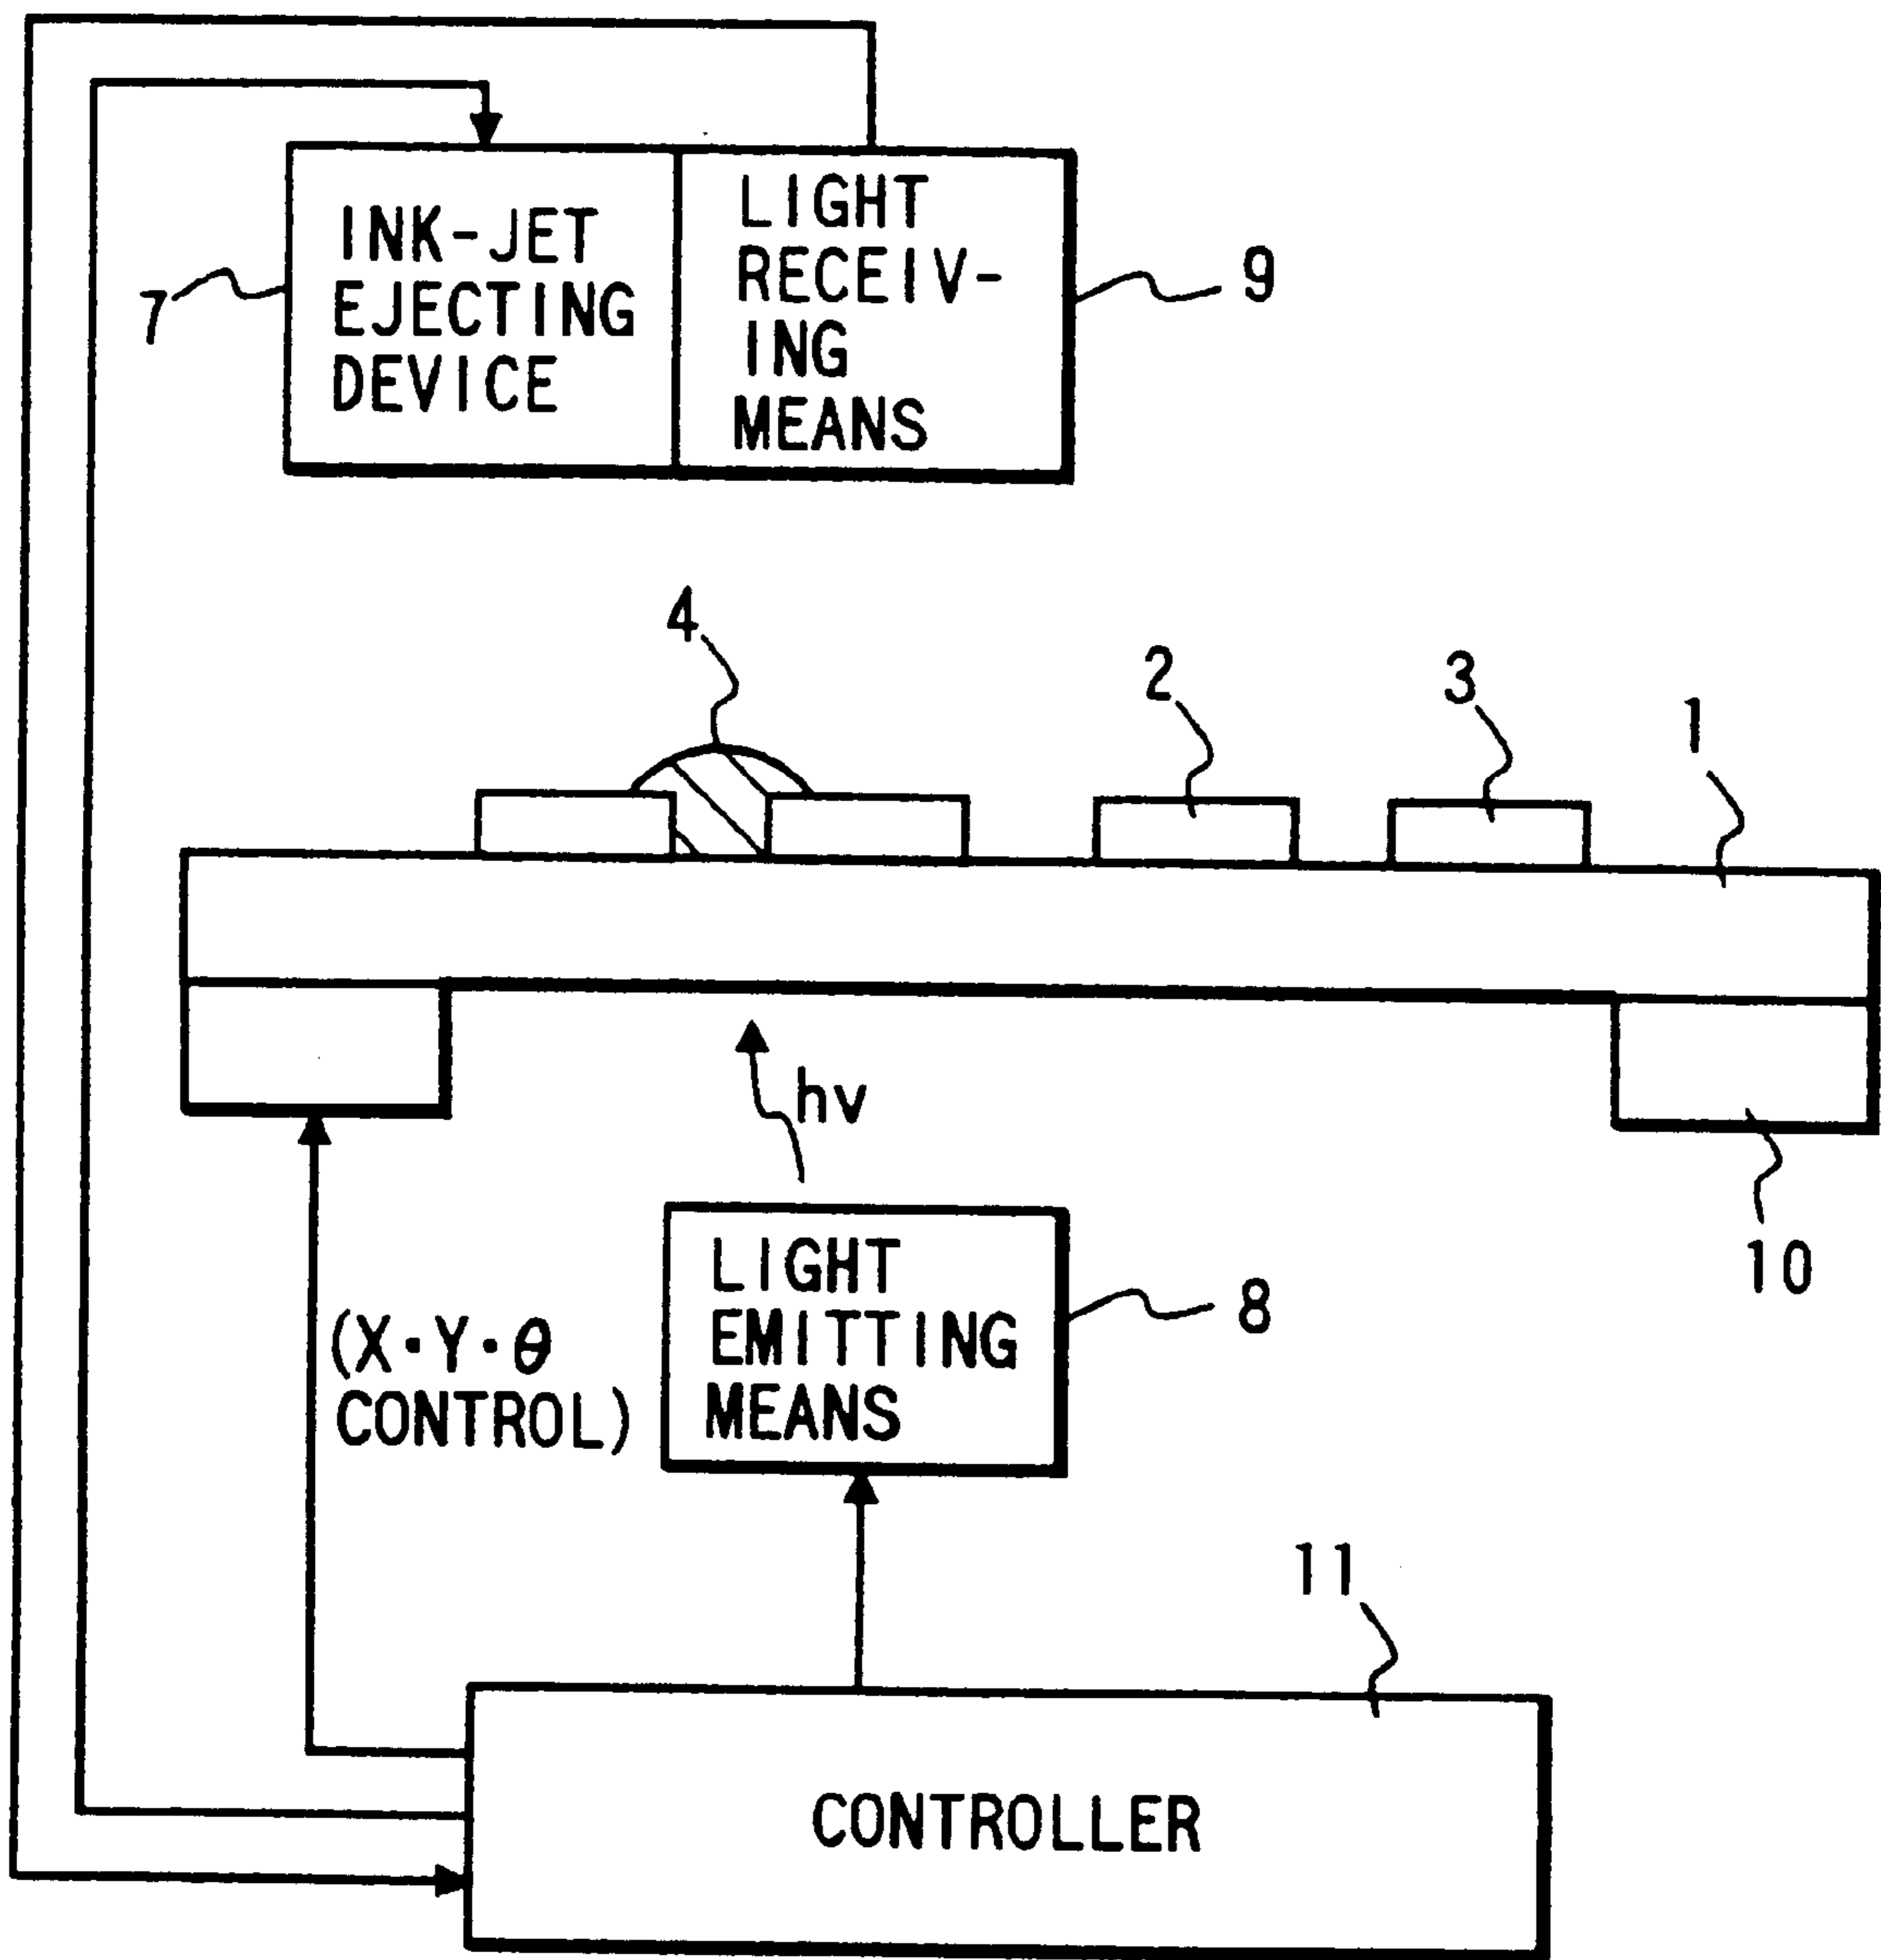 INK-JET
EJECTING
DEVICE
LIGHT
RECEIV-
ING
MEANS
7
9
4
2
3
1
hν
10
LIGHT
EMITTING
MEANS
8
(X·Y·θ
CONTROL)
11
CONTROLLER